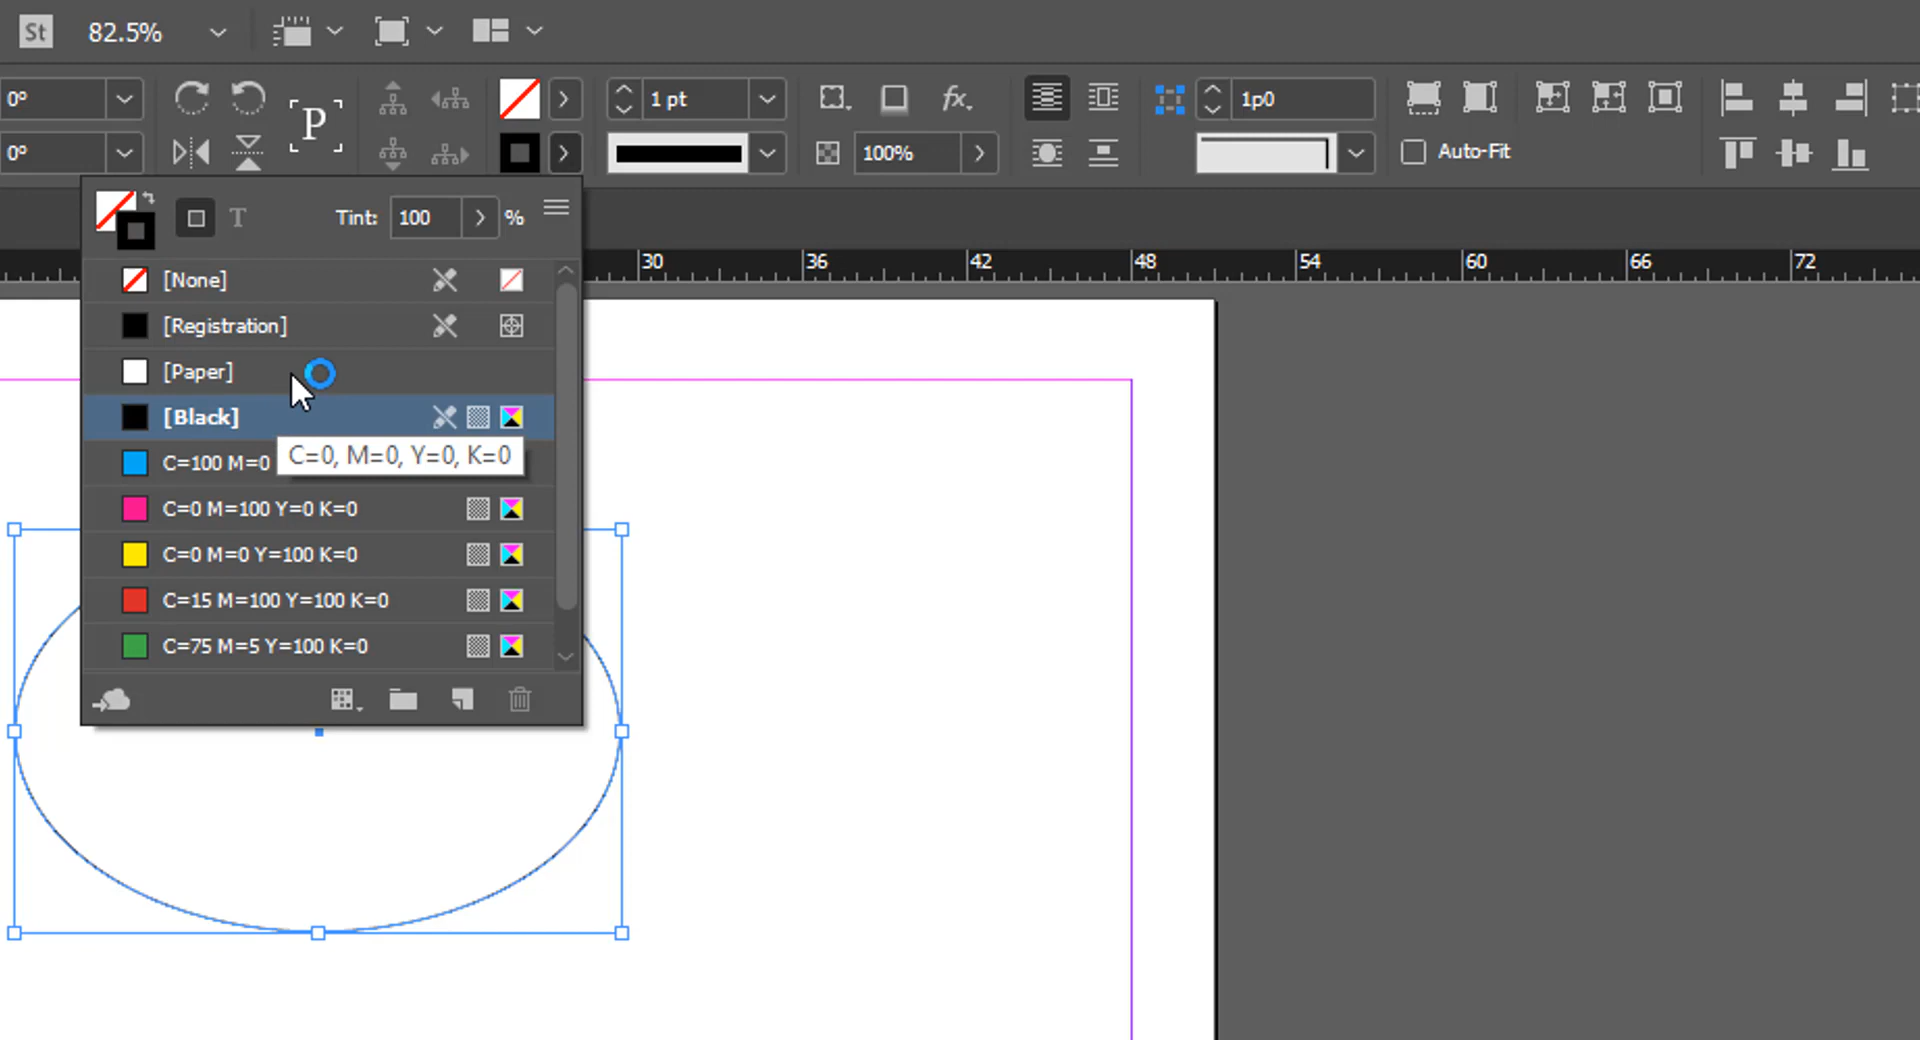 St 82.5%
0° P 1 pt fx. 1p0
0° 100% Auto-Fit
T Tint: 100 %
30 36 42 48 54 60 66 72
[None]
[Registration]
[Paper]
[Black]
C=0, M=0, Y=0, K=0
C=100 M=0
C=0 M=100 Y=0 K=0
C=0 M=0 Y=100 K=0
C=15 M=100 Y=100 K=0
C=75 M=5 Y=100 K=0